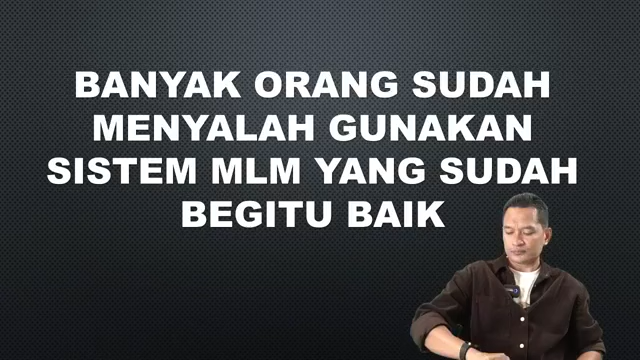 BANYAK ORANG SUDAH
MENYALAH GUNAKAN
SISTEM MLM YANG SUDAH
BEGITU BAIK